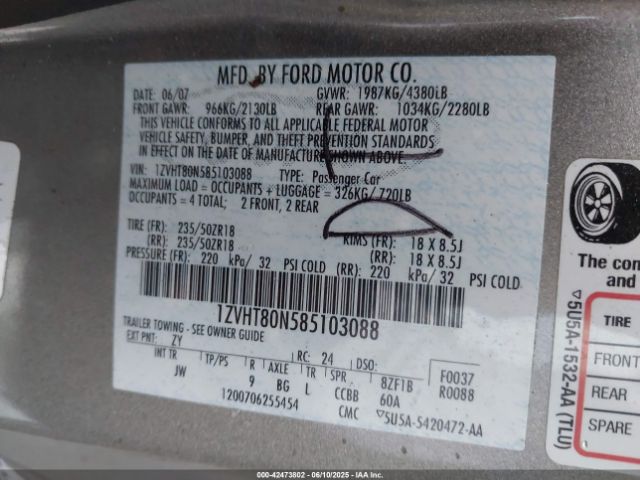 MFD. BY FORD MOTOR CO.
DATE: 06/07 GVWR: 1987KG/4380LB
FRONT GAWR: 966KG/2130LB REAR GAWR: 1034KG/2280LB
THIS VEHICLE CONFORMS TO ALL APPLICABLE FEDERAL MOTOR
VEHICLE SAFETY, BUMPER, AND THEFT PREVENTION STANDARDS
IN EFFECT ON THE DATE OF MANUFACTURE SHOWN ABOVE.
VIN: 1ZVHT80N585103088 TYPE: Passenger Car
MAXIMUM LOAD = OCCUPANTS + LUGGAGE = 326KG/720LB
OCCUPANTS = 4 TOTAL; 2 FRONT, 2 REAR
TIRE (FR): 235/50ZR18 RIMS (FR): 18 X 8.5J
(RR): 235/50ZR18 (RR): 18 X 8.5J
PRESSURE (FR): 220 kPa/ 32 PSI COLD (RR): 220 kPa/ 32 PSI COLD
1ZVHT80N585103088
TRAILER TOWING - SEE OWNER GUIDE
EXT PNT: ZY RC: 24 DSO:
INT TR TP/PS R AXLE TR SPR 8ZF1B F0037
JW 9 BG L CCBB 60A R0088
1200706255454 CMC ▽5U5A-5420472-AA
The con
and
TIRE
FRONT
REAR
SPARE
▽5U5A-1532-AA (TLU)
000-42473802 - 06/10/2025 - IAAI.COM